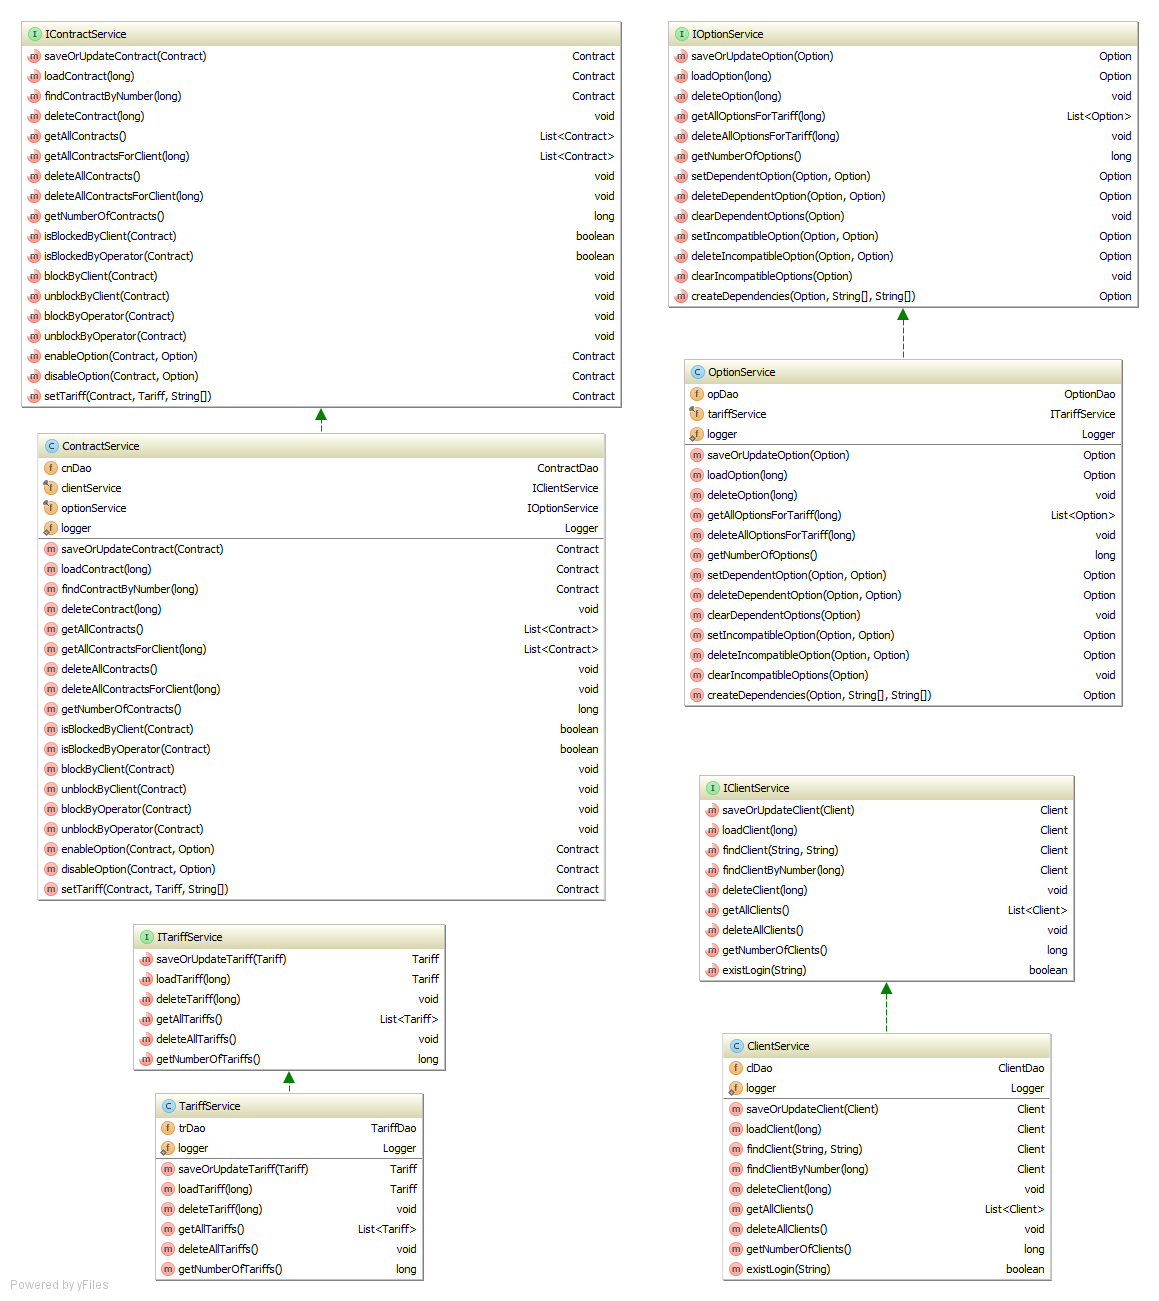 IContractService
saveOrUpdateContract(Contract) Contract
loadContract(long) Contract
findContractByNumber(long) Contract
deleteContract(long) void
getAllContracts() List<Contract>
getAllContractsForClient(long) List<Contract>
deleteAllContracts() void
deleteAllContractsForClient(long) void
getNumberOfContracts() long
isBlockedByClient(Contract) boolean
isBlockedByOperator(Contract) boolean
blockByClient(Contract) void
unblockByClient(Contract) void
blockByOperator(Contract) void
unblockByOperator(Contract) void
enableOption(Contract, Option) Contract
disableOption(Contract, Option) Contract
setTariff(Contract, Tariff, String[]) Contract
ContractService
cnDao ContractDao
clientService IClientService
optionService IOptionService
logger Logger
saveOrUpdateContract(Contract) Contract
loadContract(long) Contract
findContractByNumber(long) Contract
deleteContract(long) void
getAllContracts() List<Contract>
getAllContractsForClient(long) List<Contract>
deleteAllContracts() void
deleteAllContractsForClient(long) void
getNumberOfContracts() long
isBlockedByClient(Contract) boolean
isBlockedByOperator(Contract) boolean
blockByClient(Contract) void
unblockByClient(Contract) void
blockByOperator(Contract) void
unblockByOperator(Contract) void
enableOption(Contract, Option) Contract
disableOption(Contract, Option) Contract
setTariff(Contract, Tariff, String[]) Contract
ITariffService
saveOrUpdateTariff(Tariff) Tariff
loadTariff(long) Tariff
deleteTariff(long) void
getAllTariffs() List<Tariff>
deleteAllTariffs() void
getNumberOfTariffs() long
TariffService
trDao TariffDao
logger Logger
saveOrUpdateTariff(Tariff) Tariff
loadTariff(long) Tariff
deleteTariff(long) void
getAllTariffs() List<Tariff>
deleteAllTariffs() void
getNumberOfTariffs() long
IOptionService
saveOrUpdateOption(Option) Option
loadOption(long) Option
deleteOption(long) void
getAllOptionsForTariff(long) List<Option>
deleteAllOptionsForTariff(long) void
getNumberOfOptions() long
setDependentOption(Option, Option) Option
deleteDependentOption(Option, Option) Option
clearDependentOptions(Option) void
setIncompatibleOption(Option, Option) Option
deleteIncompatibleOption(Option, Option) Option
clearIncompatibleOptions(Option) void
createDependencies(Option, String[], String[]) Option
OptionService
opDao OptionDao
tariffService ITariffService
logger Logger
saveOrUpdateOption(Option) Option
loadOption(long) Option
deleteOption(long) void
getAllOptionsForTariff(long) List<Option>
deleteAllOptionsForTariff(long) void
getNumberOfOptions() long
setDependentOption(Option, Option) Option
deleteDependentOption(Option, Option) Option
clearDependentOptions(Option) void
setIncompatibleOption(Option, Option) Option
deleteIncompatibleOption(Option, Option) Option
clearIncompatibleOptions(Option) void
createDependencies(Option, String[], String[]) Option
IClientService
saveOrUpdateClient(Client) Client
loadClient(long) Client
findClient(String, String) Client
findClientByNumber(long) Client
deleteClient(long) void
getAllClients() List<Client>
deleteAllClients() void
getNumberOfClients() long
existLogin(String) boolean
ClientService
clDao ClientDao
logger Logger
saveOrUpdateClient(Client) Client
loadClient(long) Client
findClient(String, String) Client
findClientByNumber(long) Client
deleteClient(long) void
getAllClients() List<Client>
deleteAllClients() void
getNumberOfClients() long
existLogin(String) boolean
Powered by yFiles